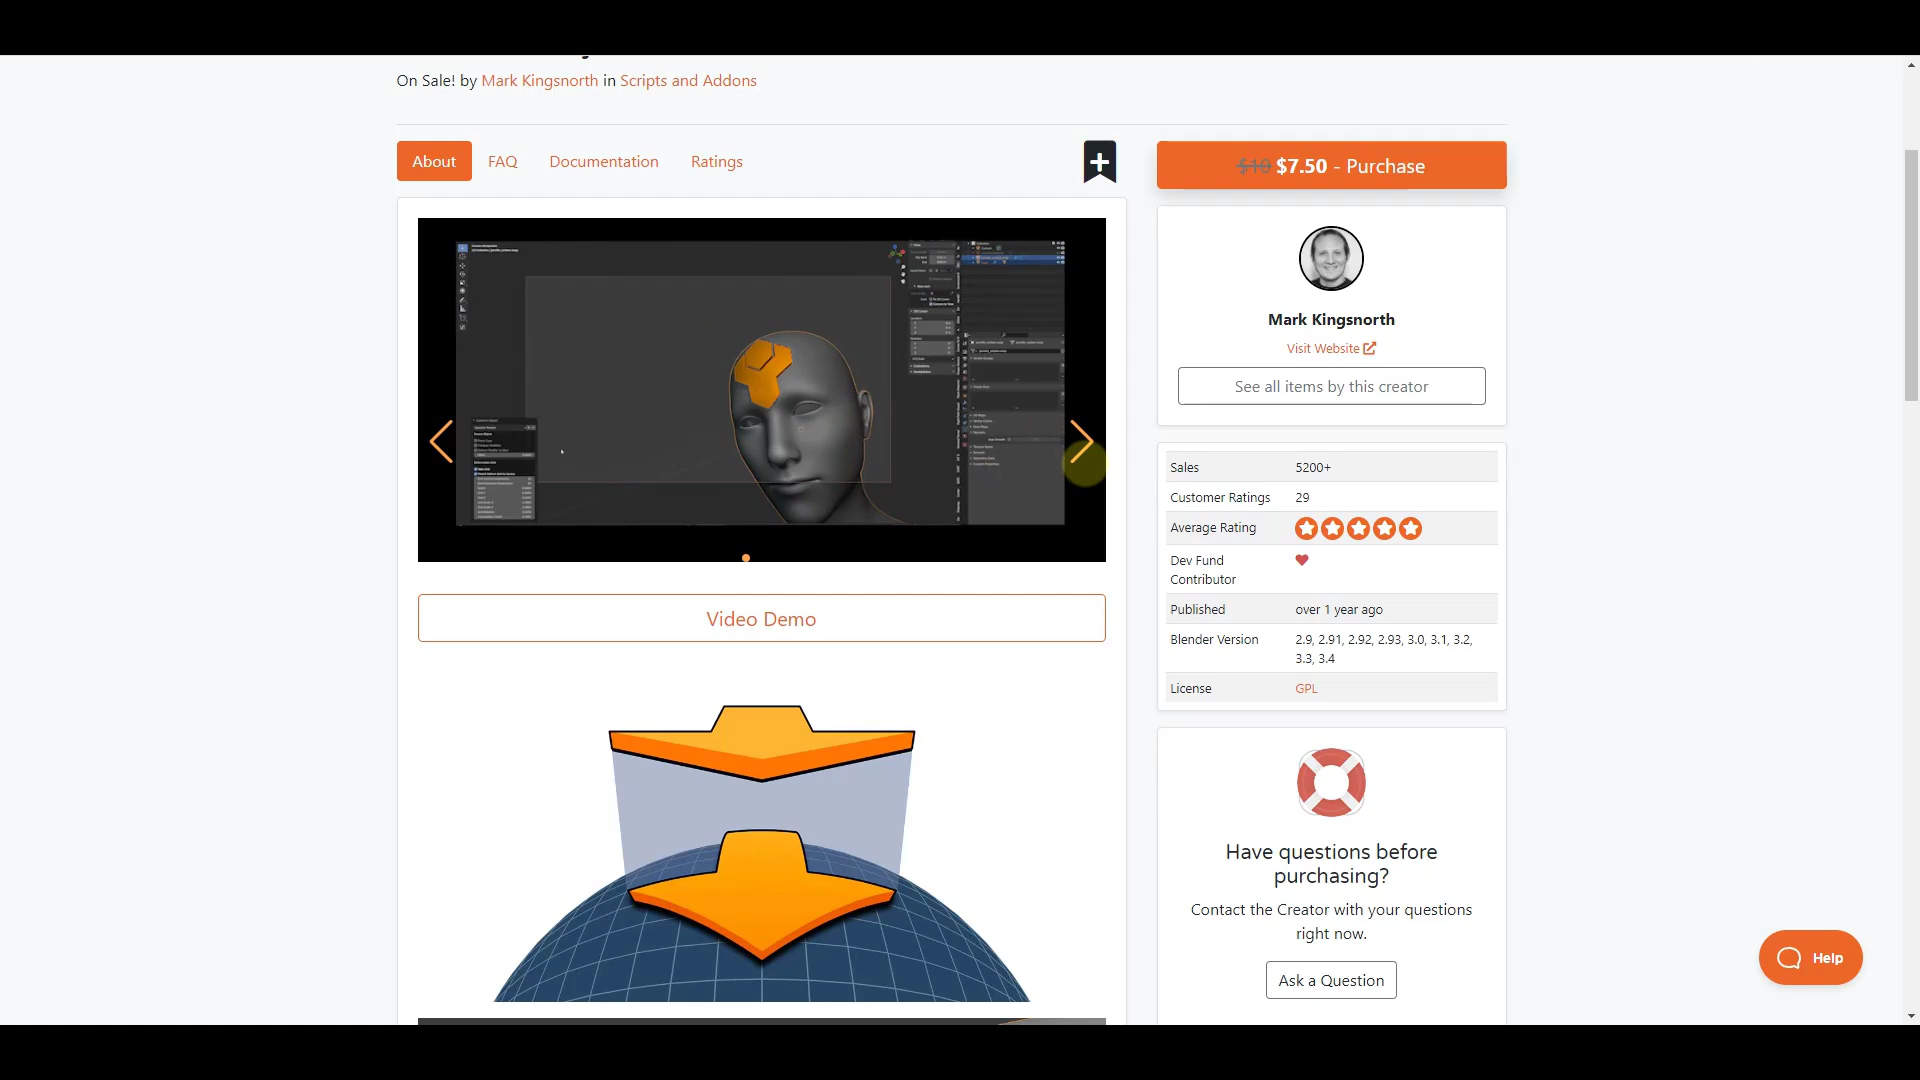 On Sale! by Mark Kingsnorth in Scripts and Addons
About
FAQ
Documentation
Ratings
$10 $7.50 - Purchase
Mark Kingsnorth
Visit Website
See all items by this creator
Sales 5200+
Customer Ratings 29
Average Rating
Dev Fund
Contributor
Published over 1 year ago
Blender Version 2.9, 2.91, 2.92, 2.93, 3.0, 3.1, 3.2,
3.3, 3.4
License GPL
Video Demo
Have questions before
purchasing?
Contact the Creator with your questions
right now.
Ask a Question
Help